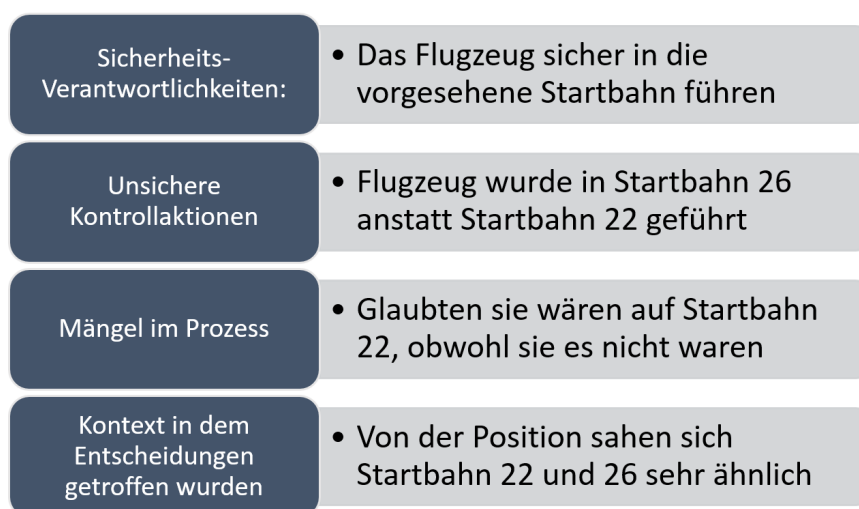 Sicherheits-
Verantwortlichkeiten:
• Das Flugzeug sicher in die
vorgesehene Startbahn führen
Unsichere
Kontrollaktionen
• Flugzeug wurde in Startbahn 26
anstatt Startbahn 22 geführt
Mängel im Prozess
• Glaubten sie wären auf Startbahn
22, obwohl sie es nicht waren
Kontext in dem
Entscheidungen
getroffen wurden
• Von der Position sahen sich
Startbahn 22 und 26 sehr ähnlich